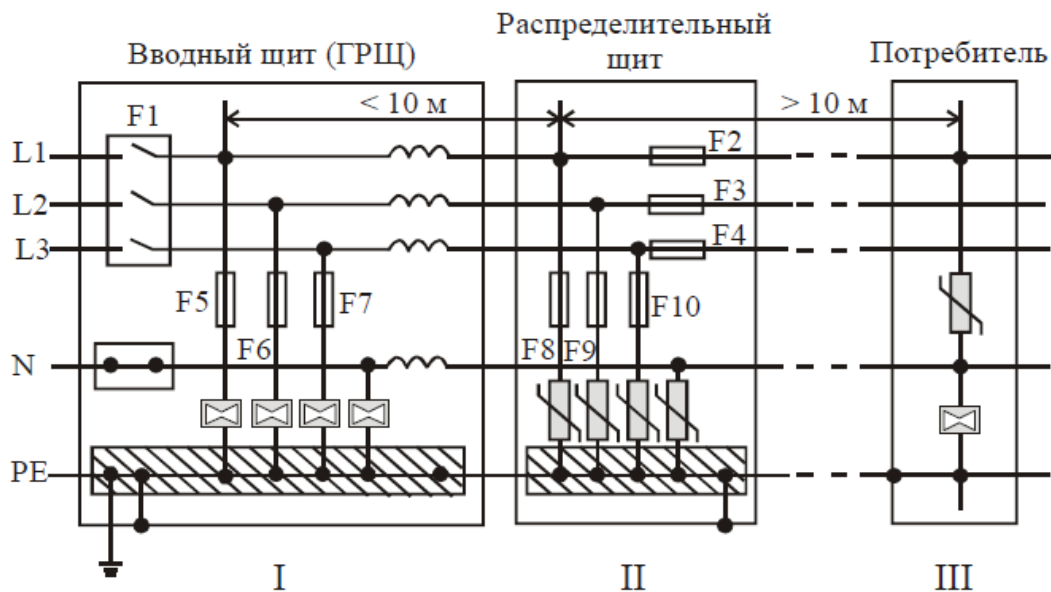 Вводный щит (ГРЩ)
Распределительный
щит
Потребитель
< 10 м
> 10 м
F1
L1
F2
L2
F3
L3
F4
F5
F7
F10
N
F6
F8
F9
PE
I
II
III